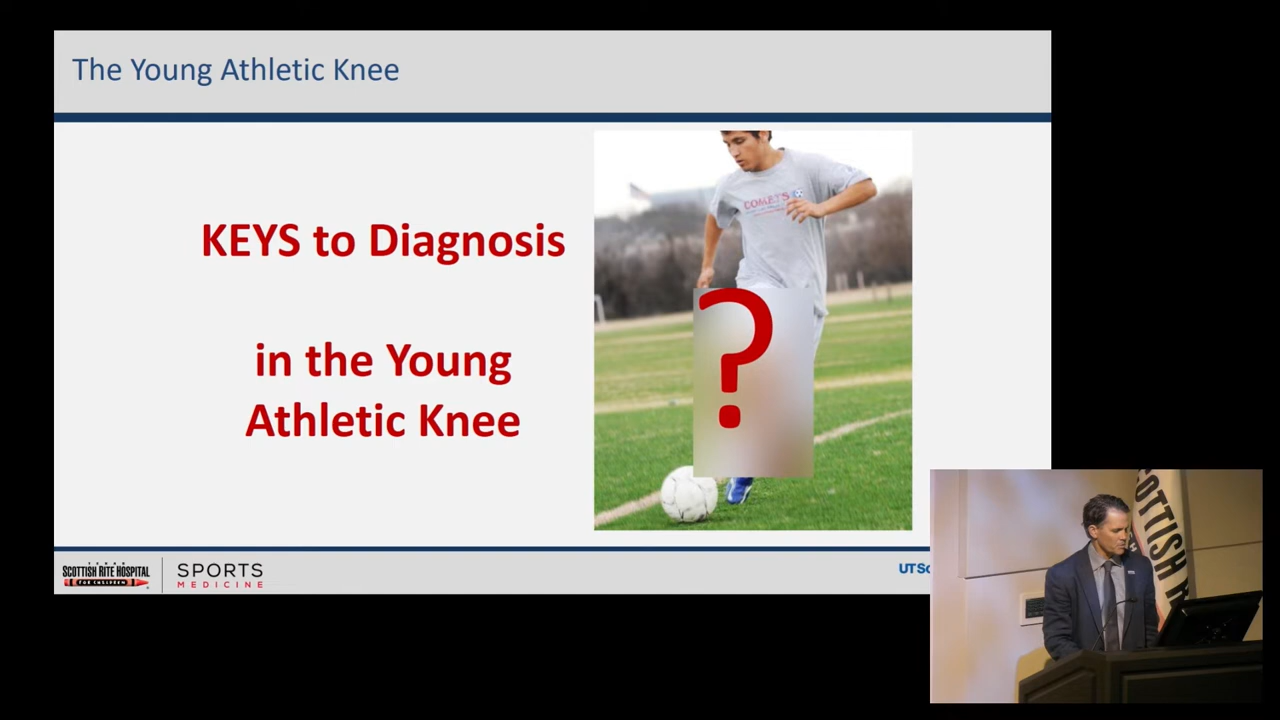 The Young Athletic Knee
KEYS to Diagnosis
in the Young
Athletic Knee
COMETS
?
SCOTTISH RITE HOSPITAL
FOR CHILDREN
SPORTS
MEDICINE